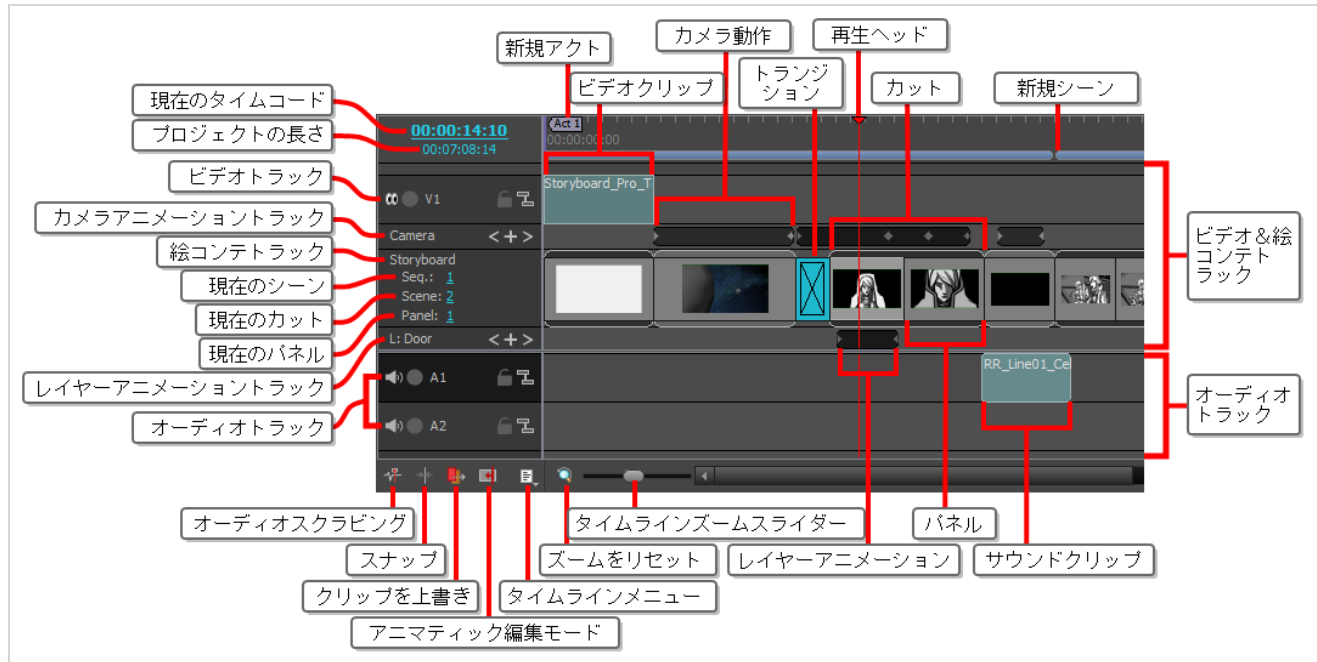 新規アクト
カメラ動作
再生ヘッド
ビデオクリップ
トランジ
ション
カット
新規シーン
現在のタイムコード
プロジェクトの長さ
ビデオトラック
カメラアニメーショントラック
絵コンテトラック
現在のシーン
現在のカット
現在のパネル
レイヤーアニメーショントラック
オーディオトラック
00:00:14:10
00:07:08:14
Act 1
00:00:00:00
V1
Storyboard_Pro_T
Camera
Storyboard
Seq.: 1
Scene: 2
Panel: 1
L: Door
A1
RR_Line01_Cel
A2
ビデオ&絵
コンテト
ラック
オーディオ
トラック
オーディオスクラビング
タイムラインズームスライダー
パネル
スナップ
ズームをリセット
レイヤーアニメーション
サウンドクリップ
クリップを上書き
タイムラインメニュー
アニマティック編集モード